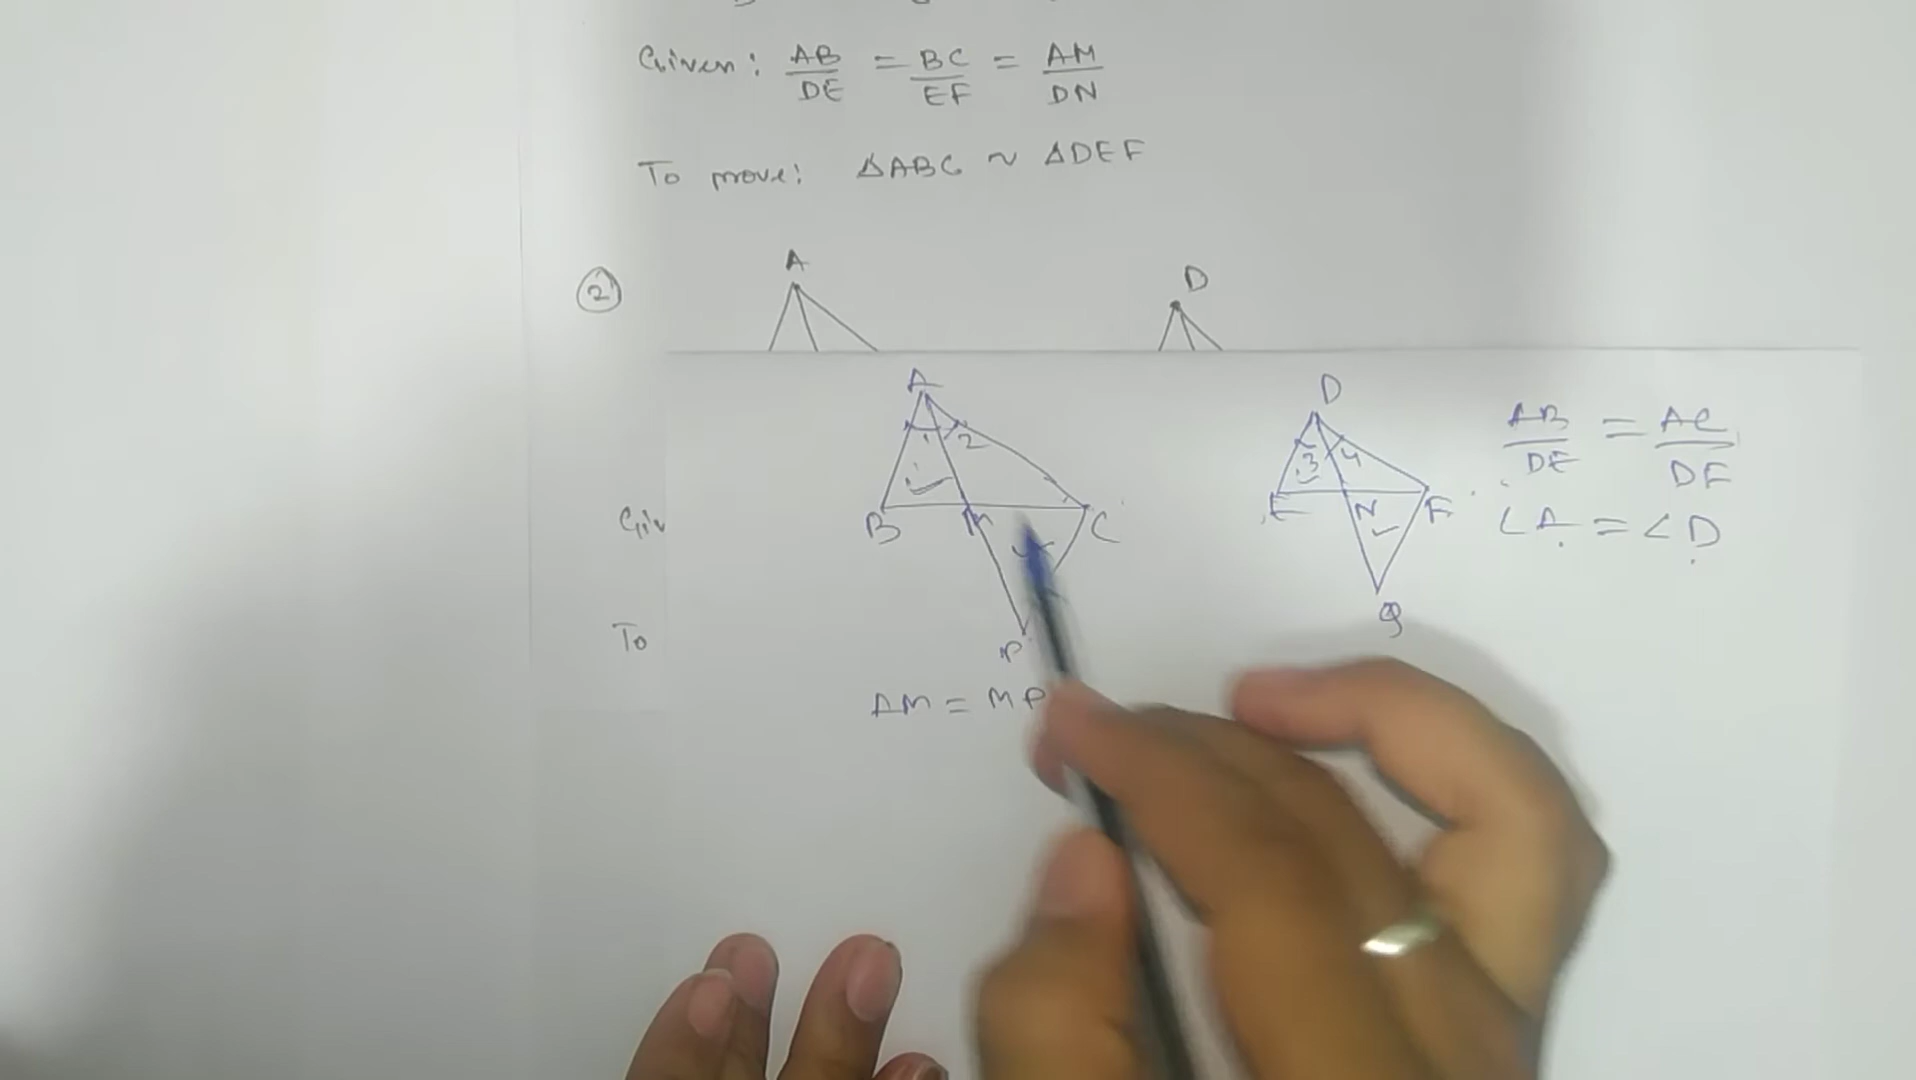 Given: AB/DE = BC/EF = AM/DN
To prove: ΔABC ~ ΔDEF
A
D
2
A
D
1 2
3 4
AB/DE = AC/DF
B M C
E N F
∠A = ∠D
Giv
Q
To
P
AM = MP